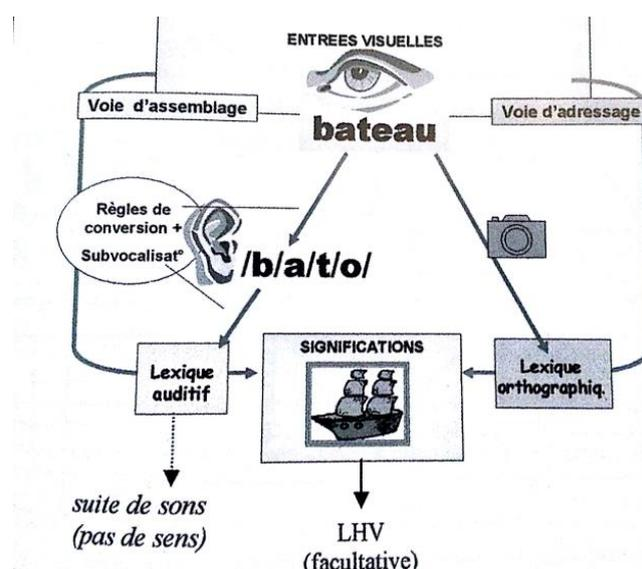 ENTREES VISUELLES
Voie d'assemblage
Voie d'adressage
bateau
Règles de
conversion +
Subvocalisat°
/b/a/t/o/
SIGNIFICATIONS
Lexique
auditif
Lexique
orthographiq.
suite de sons
(pas de sens)
LHV
(facultative)